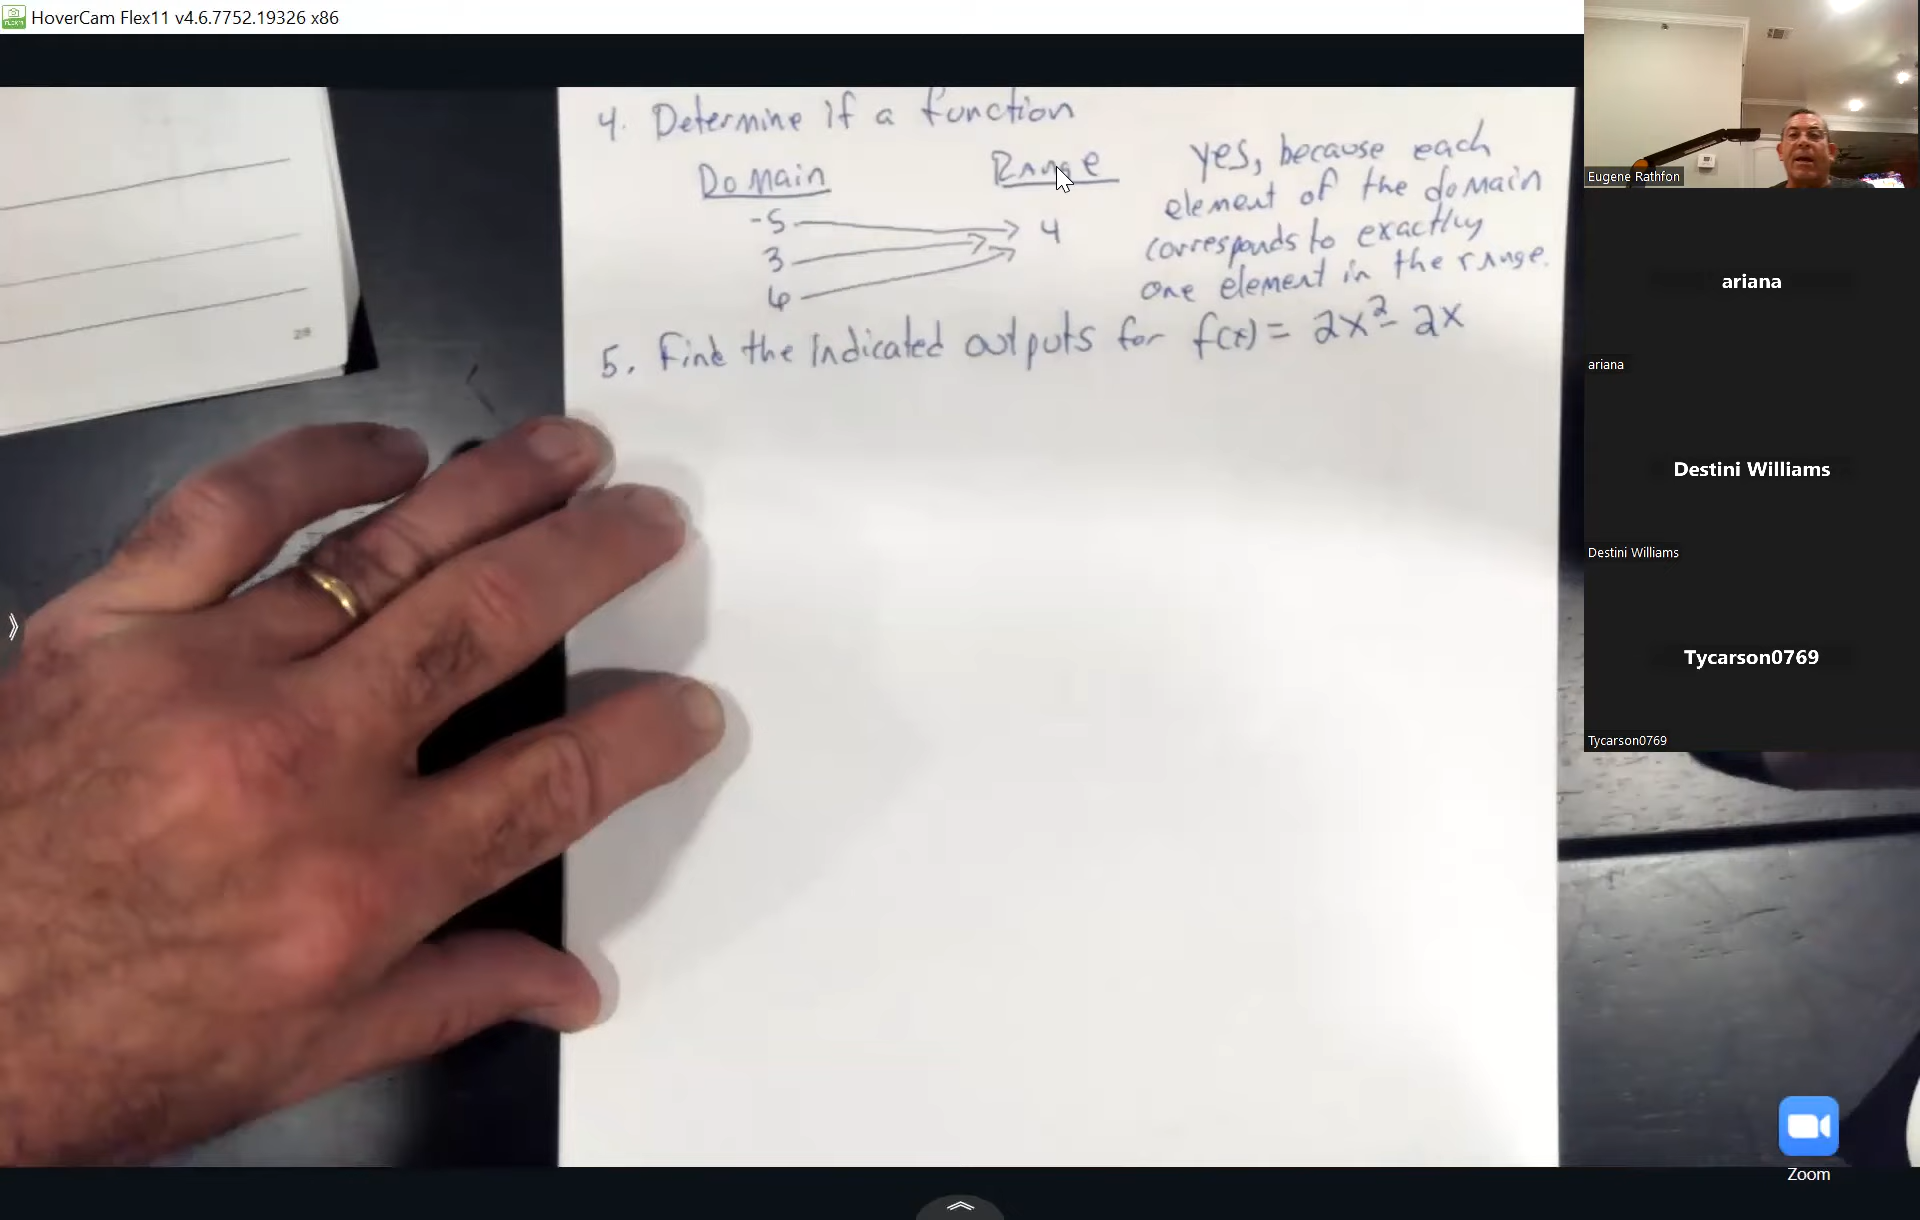 HoverCam Flex11 v4.6.7752.19326 x86
4. Determine if a function
Domain Range
-5 4
3
6
yes, because each
element of the domain
corresponds to exactly
one element in the range.
5. Find the indicated outputs for f(x) = 2x² - 2x
28
Eugene Rathfon
ariana
ariana
Destini Williams
Destini Williams
Tycarson0769
Tycarson0769
Zoom